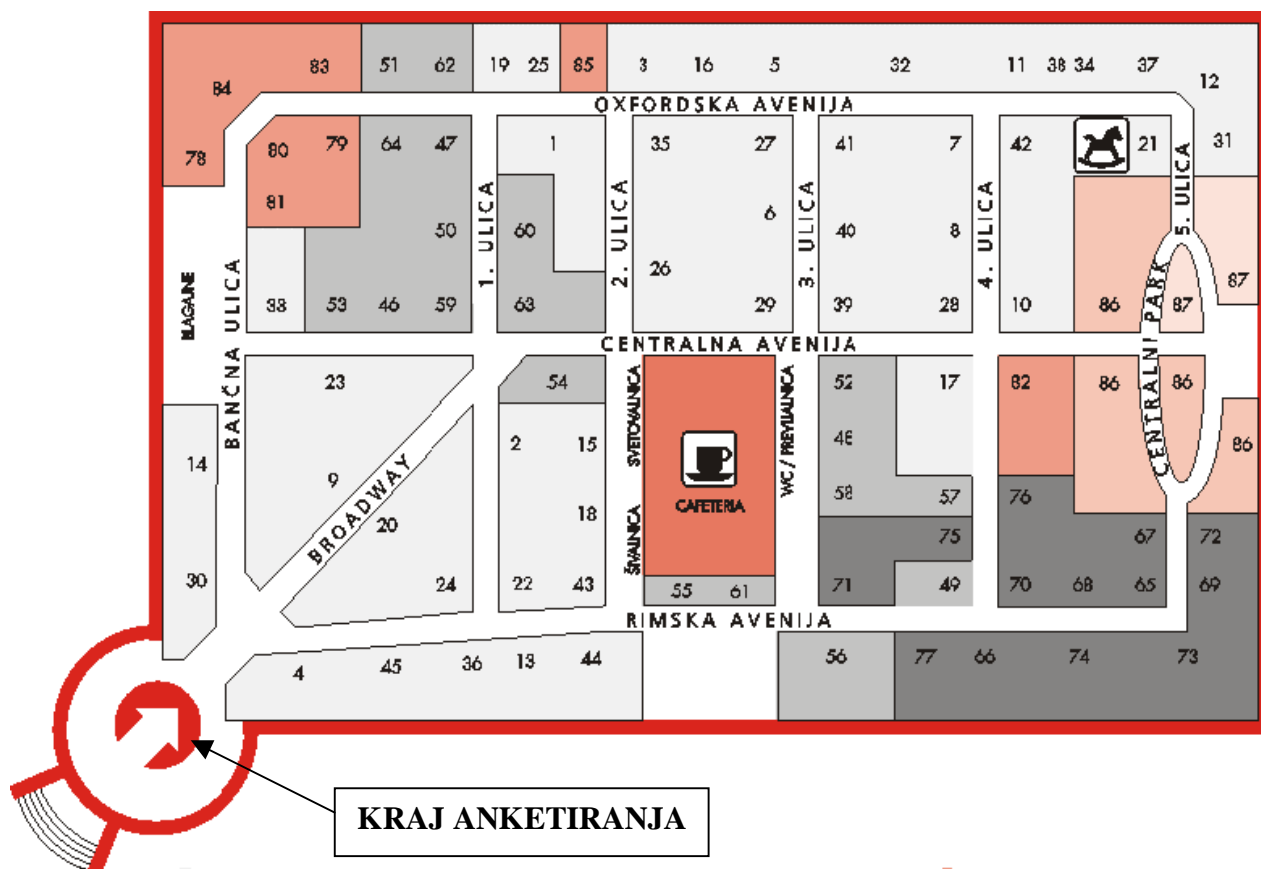 83 51 62 19 25 85 3 16 5 32 11 38 34 37
84 12
OXFORDSKA AVENIJA
78 80 79 64 47 1 35 27 41 7 42 21 31
81
50 60 6 40 8
26
38 53 46 59 63 29 39 28 10 86 87 87
BLAGAJNE
BANČNA ULICA
1. ULICA
2. ULICA
3. ULICA
4. ULICA
5. ULICA
CENTRALNI PARK
CENTRALNA AVENIJA
23 54 52 17 82 86 86
14 2 15 48 86
9 58 57 76
20 18 75 67 72
30 24 22 43 55 61 71 49 70 68 65 69
BROADWAY
SVETOVALNICA
ŠIVALNICA
CAFETERIA
WC / PREVIJALNICA
RIMSKA AVENIJA
4 45 36 13 44 56 77 66 74 73
KRAJ ANKETIRANJA